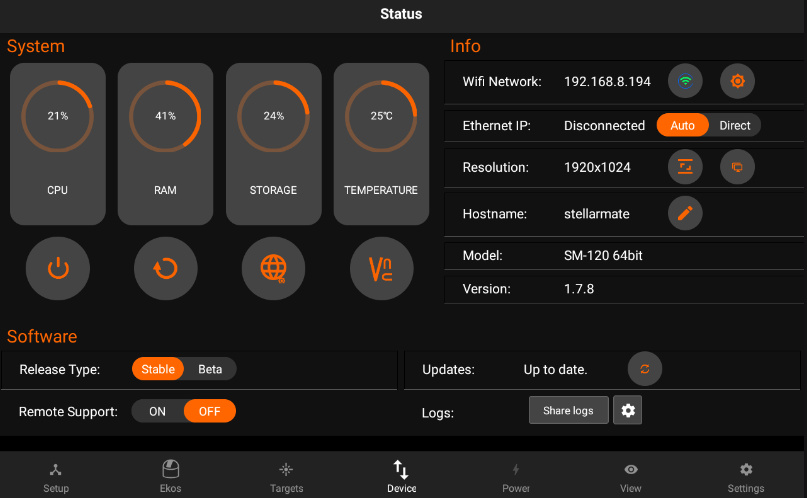 Status
System
21%
41%
24%
25℃
CPU
RAM
STORAGE
TEMPERATURE
Info
Wifi Network: 192.168.8.194
Ethernet IP: Disconnected Auto Direct
Resolution: 1920x1024
Hostname: stellarmate
Model: SM-120 64bit
Version: 1.7.8
Software
Release Type: Stable Beta
Updates: Up to date.
Remote Support: ON OFF
Logs: Share logs
Setup
Ekos
Targets
Device
Power
View
Settings